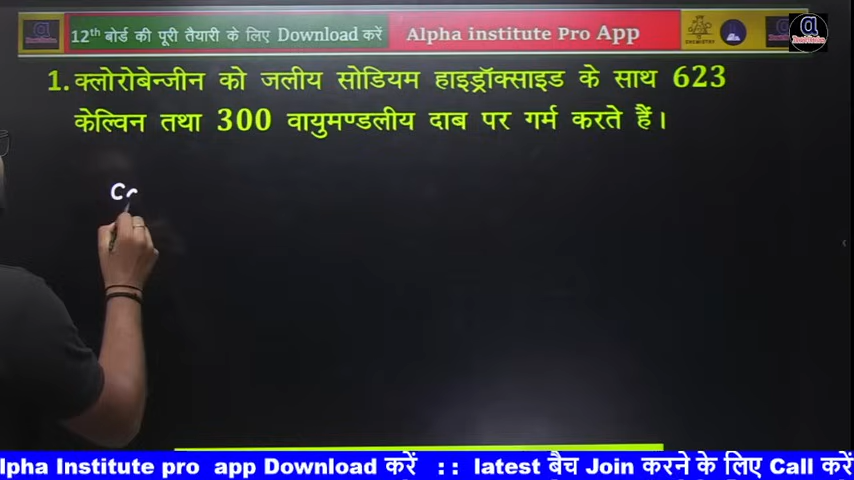 12th बोर्ड की पूरी तैयारी के लिए Download करें
Alpha institute Pro App
CHEMISTRY
1. क्लोरोबेन्जीन को जलीय सोडियम हाइड्रॉक्साइड के साथ 623
केल्विन तथा 300 वायुमण्डलीय दाब पर गर्म करते हैं।
lpha Institute pro app Download करें :: latest बैच Join करने के लिए Call करें